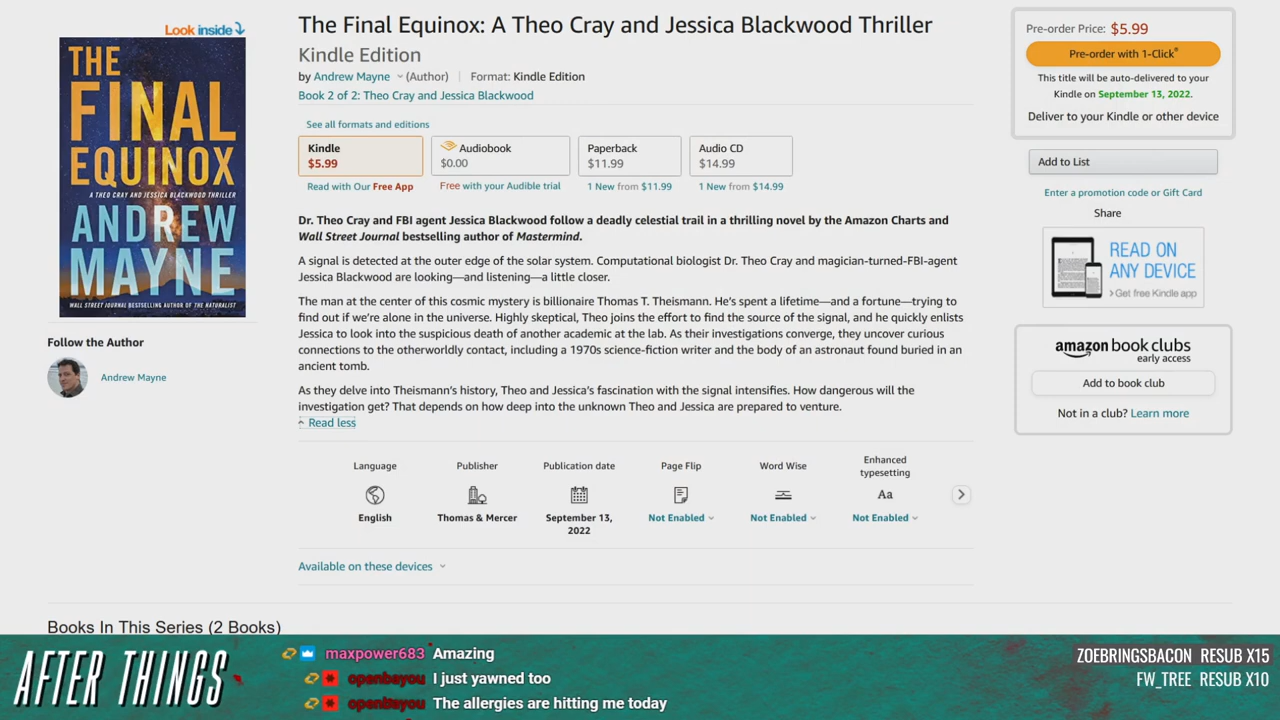 Look inside
THE
FINAL
EQUINOX
A THEO CRAY AND JESSICA BLACKWOOD THRILLER
ANDREW
MAYNE
WALL STREET JOURNAL BESTSELLING AUTHOR OF THE NATURALIST
Follow the Author
Andrew Mayne
The Final Equinox: A Theo Cray and Jessica Blackwood Thriller
Kindle Edition
by Andrew Mayne (Author) | Format: Kindle Edition
Book 2 of 2: Theo Cray and Jessica Blackwood
See all formats and editions
Kindle
$5.99
Read with Our Free App
Audiobook
$0.00
Free with your Audible trial
Paperback
$11.99
1 New from $11.99
Audio CD
$14.99
1 New from $14.99
Dr. Theo Cray and FBI agent Jessica Blackwood follow a deadly celestial trail in a thrilling novel by the Amazon Charts and
Wall Street Journal bestselling author of Mastermind.
A signal is detected at the outer edge of the solar system. Computational biologist Dr. Theo Cray and magician-turned-FBI-agent
Jessica Blackwood are looking—and listening—a little closer.
The man at the center of this cosmic mystery is billionaire Thomas T. Theismann. He's spent a lifetime—and a fortune—trying to
find out if we're alone in the universe. Highly skeptical, Theo joins the effort to find the source of the signal, and he quickly enlists
Jessica to look into the suspicious death of another academic at the lab. As their investigations converge, they uncover curious
connections to the otherworldly contact, including a 1970s science-fiction writer and the body of an astronaut found buried in an
ancient tomb.
As they delve into Theismann's history, Theo and Jessica's fascination with the signal intensifies. How dangerous will the
investigation get? That depends on how deep into the unknown Theo and Jessica are prepared to venture.
Read less
Language
English
Publisher
Thomas & Mercer
Publication date
September 13,
2022
Page Flip
Not Enabled
Word Wise
Not Enabled
Enhanced
typesetting
Aa
Not Enabled
Available on these devices
Pre-order Price: $5.99
Pre-order with 1-Click®
This title will be auto-delivered to your
Kindle on September 13, 2022.
Deliver to your Kindle or other device
Add to List
Enter a promotion code or Gift Card
Share
READ ON
ANY DEVICE
› Get free Kindle app
amazon book clubs
early access
Add to book club
Not in a club? Learn more
Books In This Series (2 Books)
AFTER THINGS
maxpower683 Amazing
openbayou I just yawned too
openbayou The allergies are hitting me today
ZOEBRINGSBACON RESUB X15
FW_TREE RESUB X10